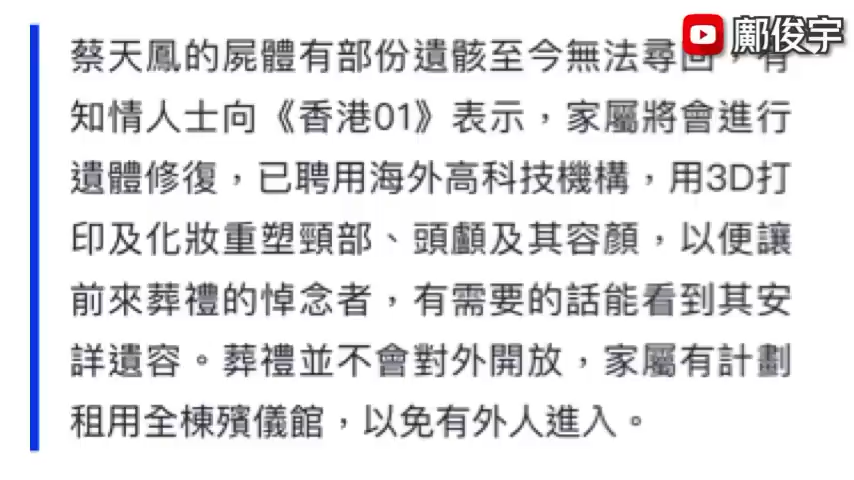 鄺俊宇
蔡天鳳的屍體有部份遺骸至今無法尋回，有
知情人士向《香港01》表示，家屬將會進行
遺體修復，已聘用海外高科技機構，用3D打
印及化妝重塑頸部、頭顱及其容顏，以便讓
前來葬禮的悼念者，有需要的話能看到其安
詳遺容。葬禮並不會對外開放，家屬有計劃
租用全棟殯儀館，以免有外人進入。